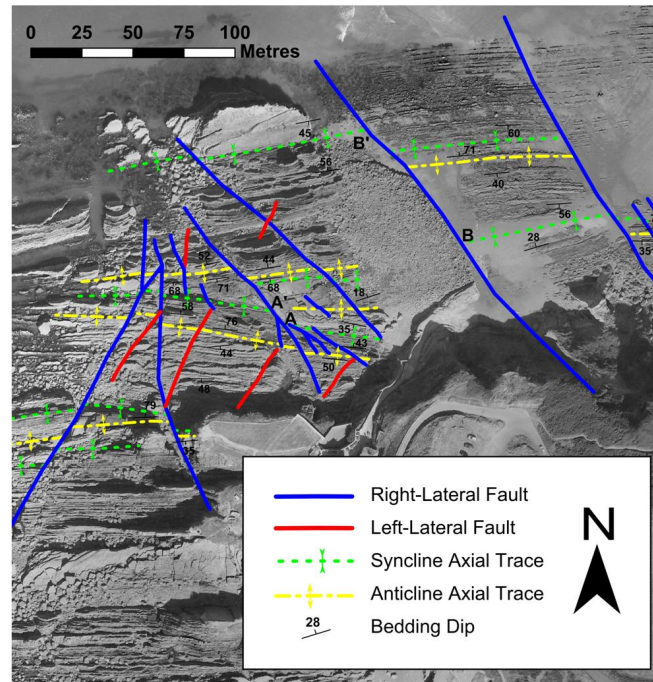 0 25 50 75 100
Metres
45
B'
60
56
71
40
56
B
28
35
52
44
68
71
68
18
58
A'
A
76
35
43
44
50
48
79
35
Right-Lateral Fault
Left-Lateral Fault
Syncline Axial Trace
Anticline Axial Trace
28 Bedding Dip
N